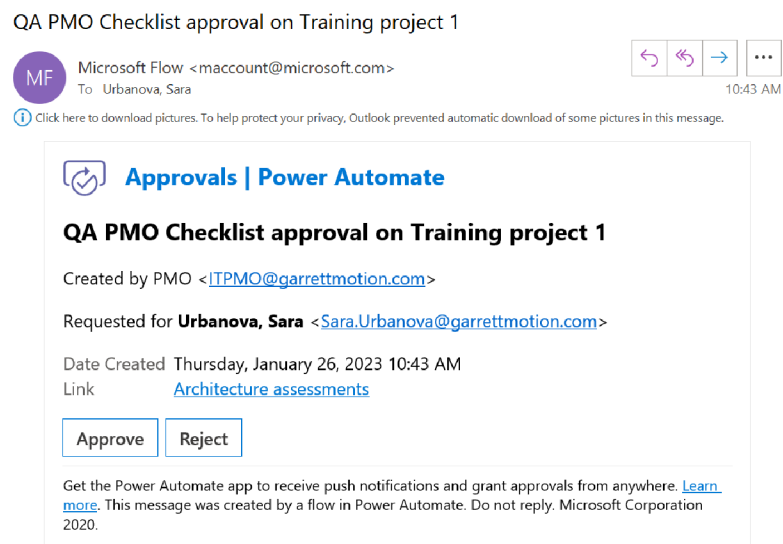 QA PMO Checklist approval on Training project 1
MF
Microsoft Flow <maccount@microsoft.com>
To Urbanova, Sara
10:43 AM
Click here to download pictures. To help protect your privacy, Outlook prevented automatic download of some pictures in this message.
Approvals | Power Automate
QA PMO Checklist approval on Training project 1
Created by PMO <ITPMO@garrettmotion.com>
Requested for Urbanova, Sara <Sara.Urbanova@garrettmotion.com>
Date Created Thursday, January 26, 2023 10:43 AM
Link Architecture assessments
Approve Reject
Get the Power Automate app to receive push notifications and grant approvals from anywhere. Learn
more. This message was created by a flow in Power Automate. Do not reply. Microsoft Corporation
2020.